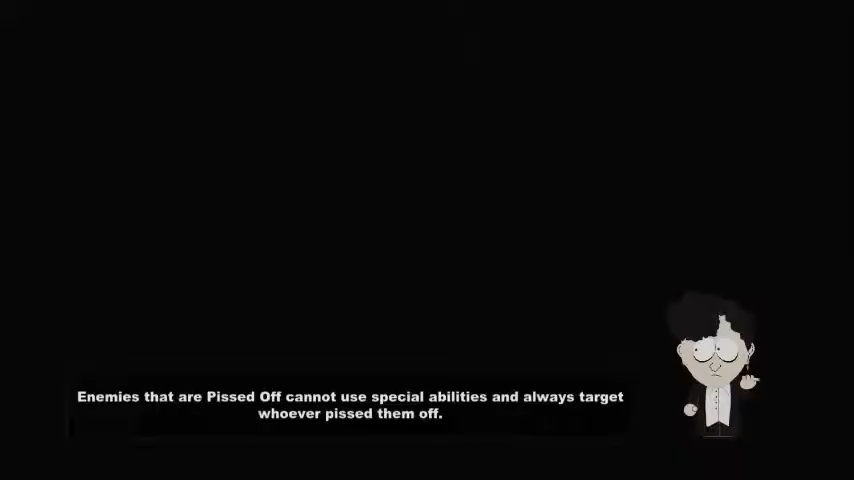 Enemies that are Pissed Off cannot use special abilities and always target
whoever pissed them off.